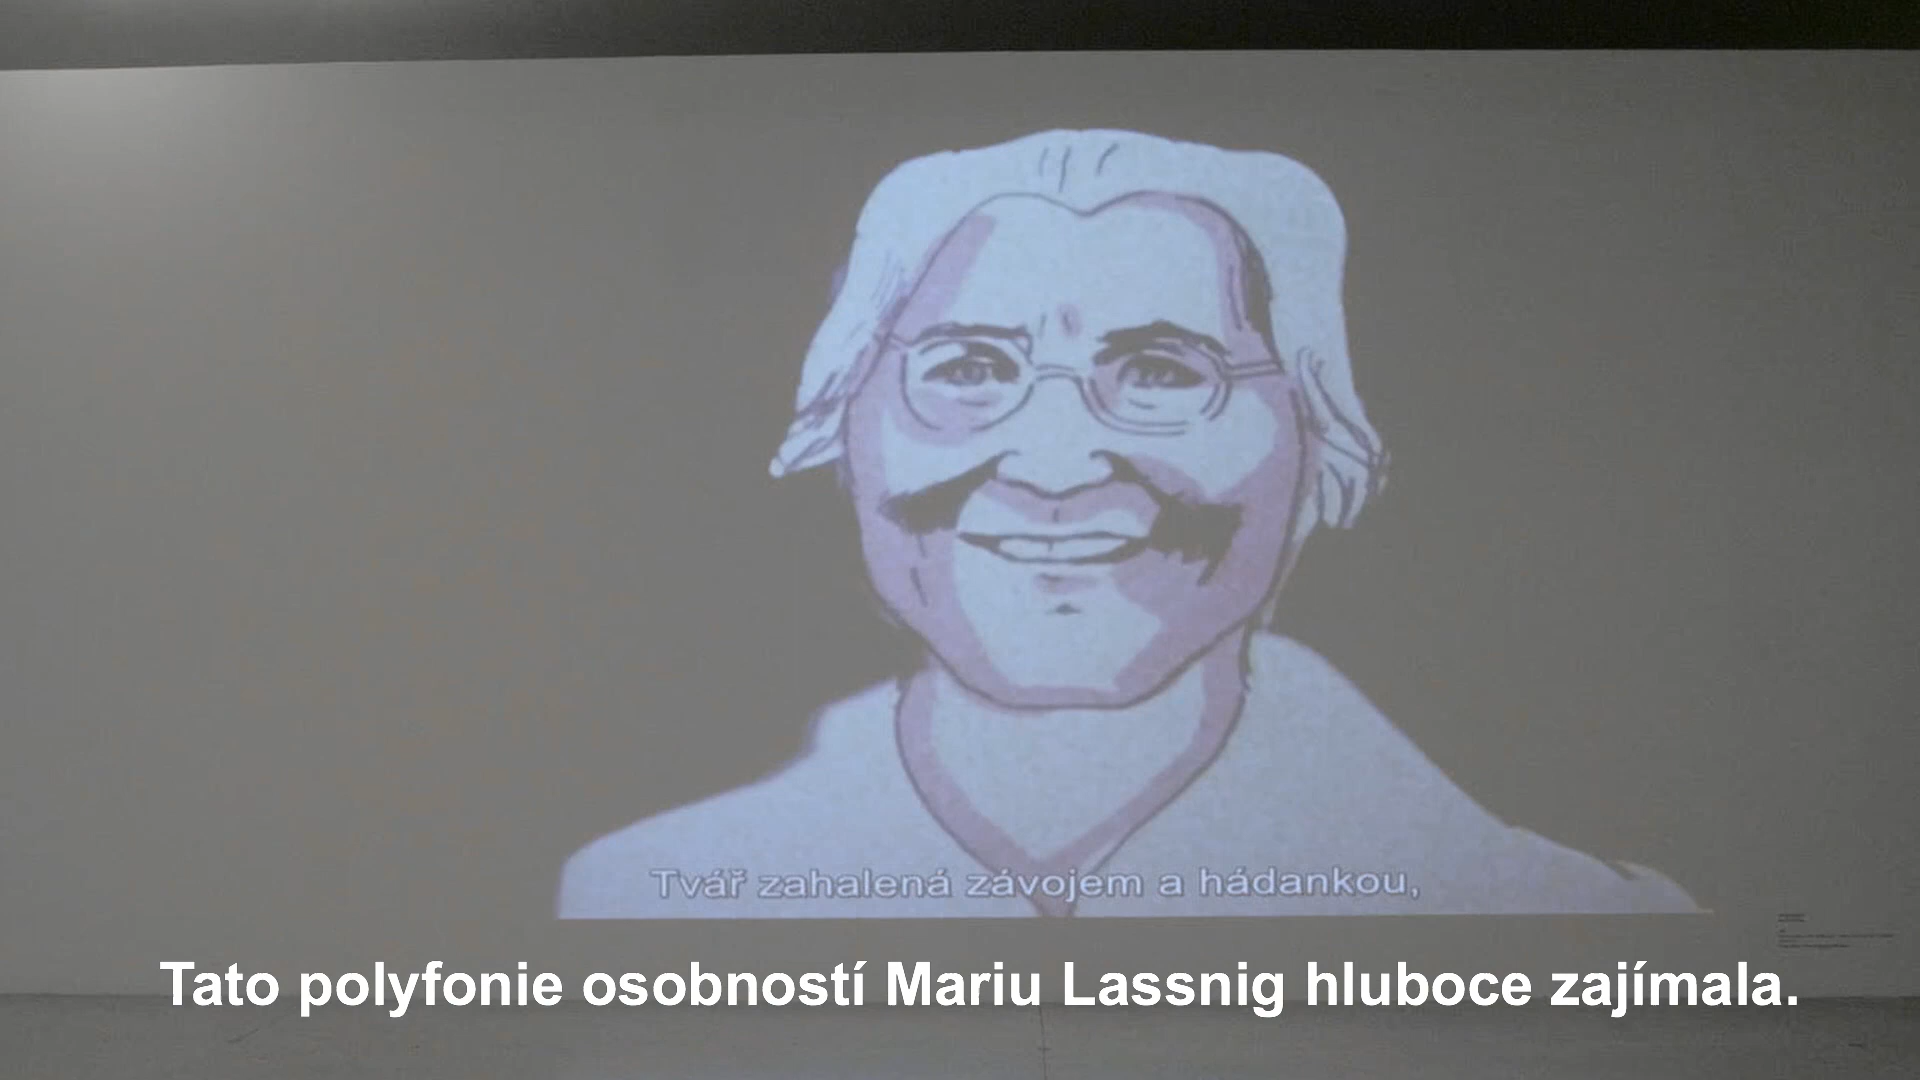 Tvář zahalená závojem a hádankou,
Tato polyfonie osobností Mariu Lassnig hluboce zajímala.